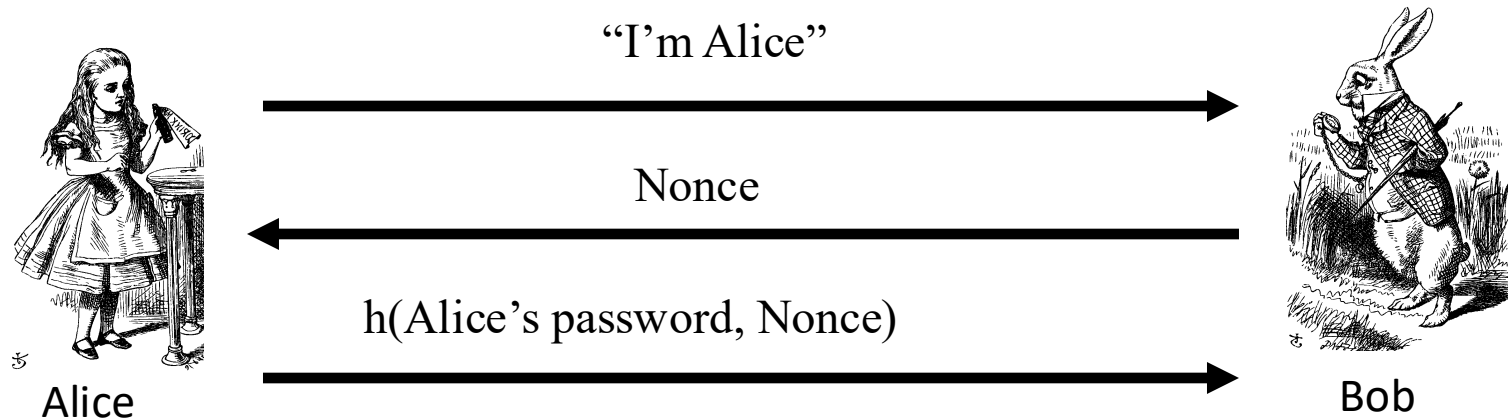 “I’m Alice”
Nonce
h(Alice’s password, Nonce)
Alice
Bob